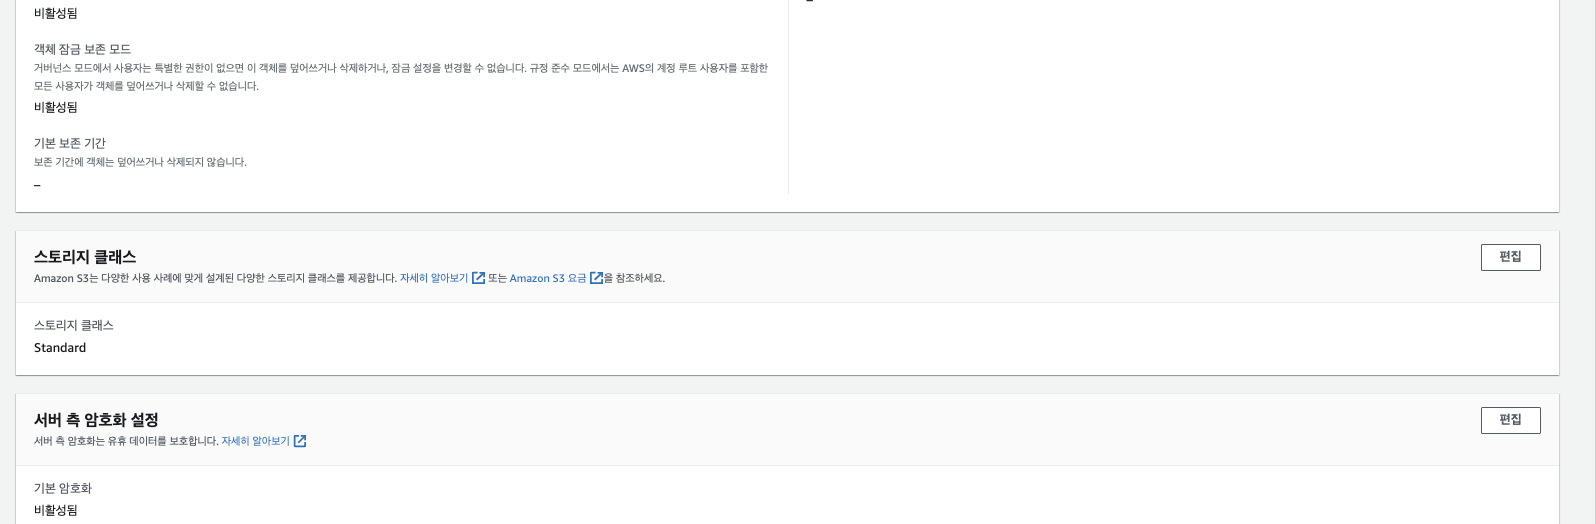 비활성됨
–
객체 잠금 보존 모드
거버넌스 모드에서 사용자는 특별한 권한이 없으면 이 객체를 덮어쓰거나 삭제하거나, 잠금 설정을 변경할 수 없습니다. 규정 준수 모드에서는 AWS의 계정 루트 사용자를 포함한
모든 사용자가 객체를 덮어쓰거나 삭제할 수 없습니다.
비활성됨
기본 보존 기간
보존 기간에 객체는 덮어쓰거나 삭제되지 않습니다.
–
스토리지 클래스
편집
Amazon S3는 다양한 사용 사례에 맞게 설계된 다양한 스토리지 클래스를 제공합니다. 자세히 알아보기 또는 Amazon S3 요금 을 참조하세요.
스토리지 클래스
Standard
서버 측 암호화 설정
편집
서버 측 암호화는 유휴 데이터를 보호합니다. 자세히 알아보기
기본 암호화
비활성됨